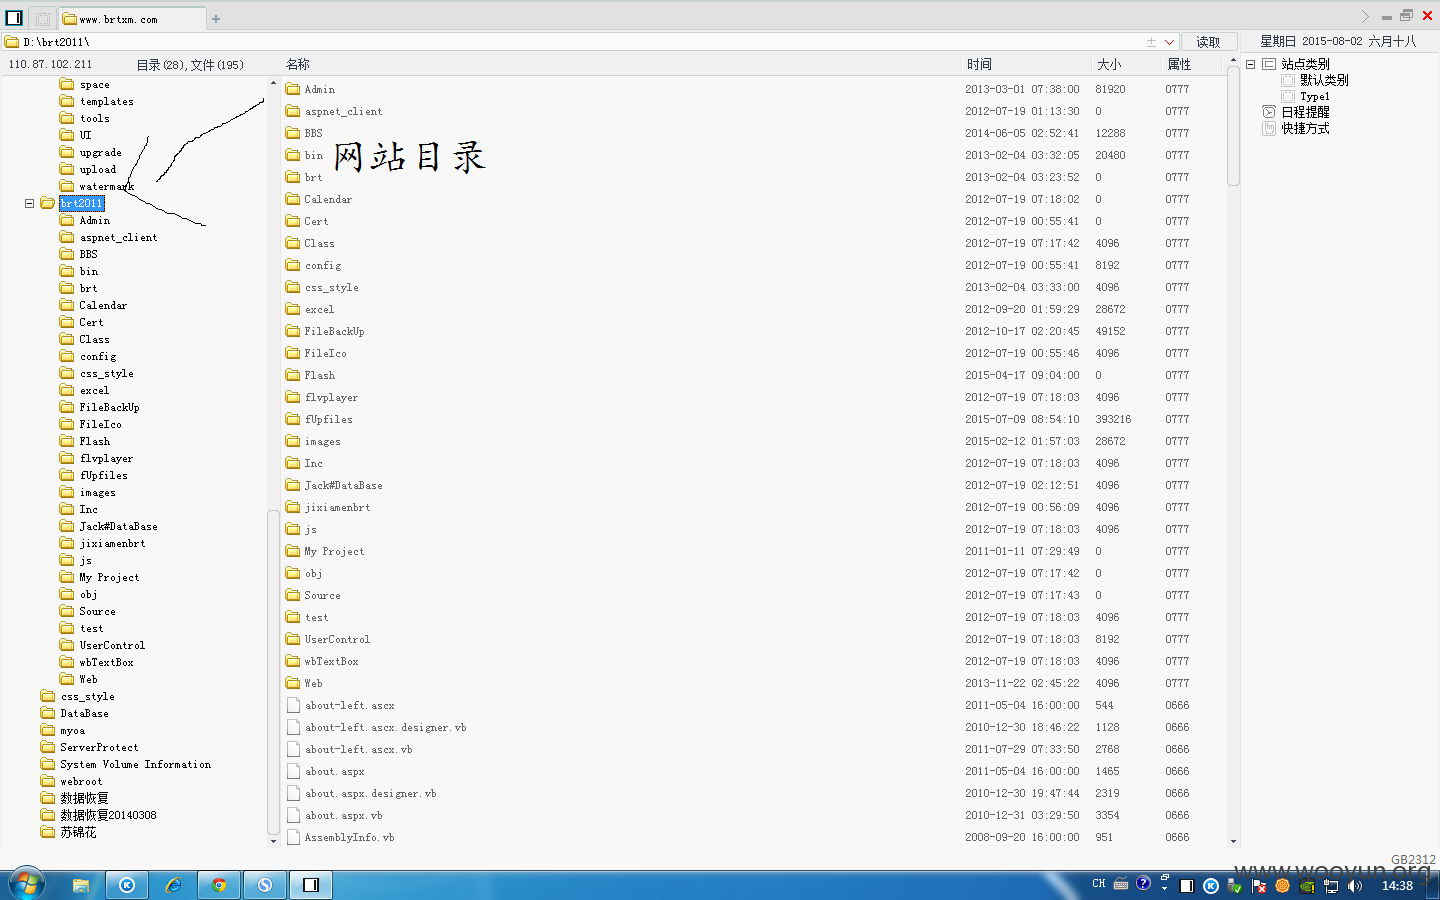 www.brtxm.com
D:\brt2011\
读取
星期日 2015-08-02 六月十八
110.87.102.211
目录(28),文件(195)
名称 时间 大小 属性
space
templates
tools
UI
upgrade
upload
watermark
brt2011
Admin
aspnet_client
BBS
bin
brt
Calendar
Cert
Class
config
css_style
excel
FileBackUp
FileIco
Flash
flvplayer
fUpfiles
images
Inc
Jack#DataBase
jixiamenbrt
js
My Project
obj
Source
test
UserControl
wbTextBox
Web
css_style
DataBase
myoa
ServerProtect
System Volume Information
webroot
数据恢复
数据恢复20140308
苏锦花
Admin 2013-03-01 07:38:00 81920 0777
aspnet_client 2012-07-19 01:13:30 0 0777
BBS 2014-06-05 02:52:41 12288 0777
bin 2013-02-04 03:32:05 20480 0777
网站目录
brt 2013-02-04 03:23:52 0 0777
Calendar 2012-07-19 07:18:02 0 0777
Cert 2012-07-19 00:55:41 0 0777
Class 2012-07-19 07:17:42 4096 0777
config 2012-07-19 00:55:41 8192 0777
css_style 2013-02-04 03:33:00 4096 0777
excel 2012-09-20 01:59:29 28672 0777
FileBackUp 2012-10-17 02:20:45 49152 0777
FileIco 2012-07-19 00:55:46 4096 0777
Flash 2015-04-17 09:04:00 0 0777
flvplayer 2012-07-19 07:18:03 4096 0777
fUpfiles 2015-07-09 08:54:10 393216 0777
images 2015-02-12 01:57:03 28672 0777
Inc 2012-07-19 07:18:03 4096 0777
Jack#DataBase 2012-07-19 02:12:51 4096 0777
jixiamenbrt 2012-07-19 00:56:09 4096 0777
js 2012-07-19 07:18:03 4096 0777
My Project 2011-01-11 07:29:49 0 0777
obj 2012-07-19 07:17:42 0 0777
Source 2012-07-19 07:17:43 0 0777
test 2012-07-19 07:18:03 4096 0777
UserControl 2012-07-19 07:18:03 8192 0777
wbTextBox 2012-07-19 07:18:03 4096 0777
Web 2013-11-22 02:45:22 4096 0777
about-left.ascx 2011-05-04 16:00:00 544 0666
about-left.ascx.designer.vb 2010-12-30 18:46:22 1128 0666
about-left.ascx.vb 2011-07-29 07:33:50 2768 0666
about.aspx 2011-05-04 16:00:00 1465 0666
about.aspx.designer.vb 2010-12-30 19:47:44 2319 0666
about.aspx.vb 2010-12-31 03:29:50 3354 0666
AssemblyInfo.vb 2008-09-20 16:00:00 951 0666
站点类别
默认类别
Type1
日程提醒
快捷方式
GB2312
www.wooyun.org
CH
14:38